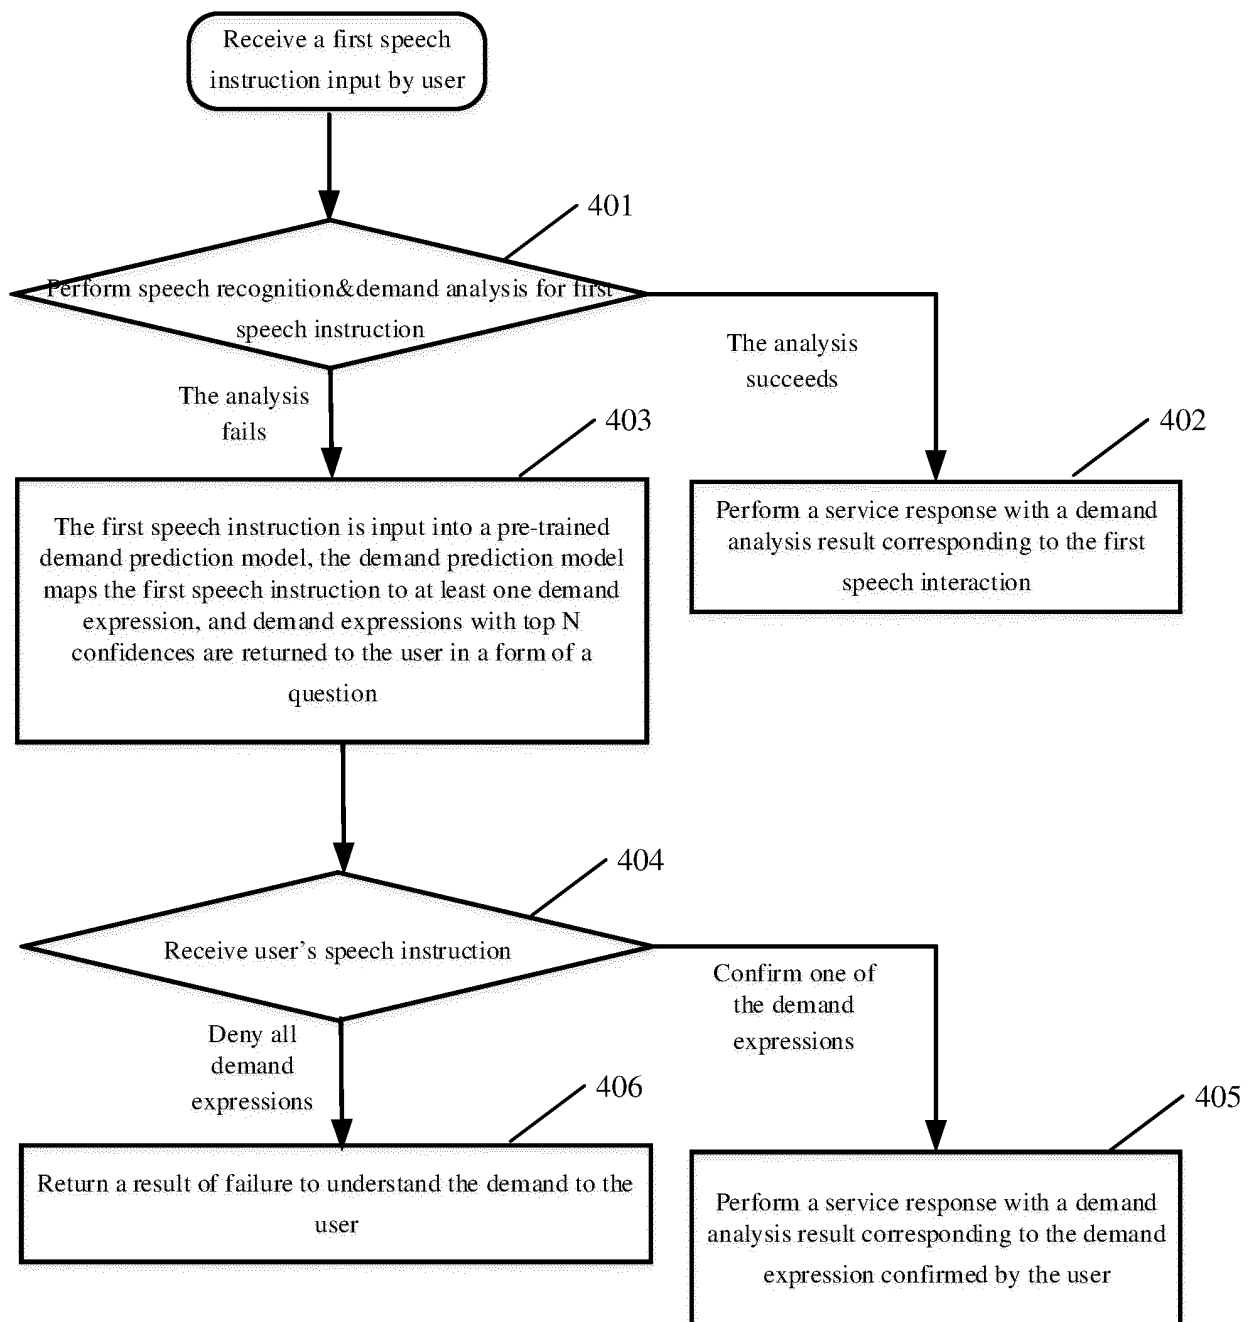 Receive a first speech
instruction input by user
401
Perform speech recognition&demand analysis for first
speech instruction
The analysis
succeeds
The analysis
fails
403
402
The first speech instruction is input into a pre-trained
demand prediction model, the demand prediction model
maps the first speech instruction to at least one demand
expression, and demand expressions with top N
confidences are returned to the user in a form of a
question
Perform a service response with a demand
analysis result corresponding to the first
speech interaction
404
Receive user's speech instruction
Confirm one of
the demand
expressions
Deny all
demand
expressions
406
405
Return a result of failure to understand the demand to the
user
Perform a service response with a demand
analysis result corresponding to the demand
expression confirmed by the user